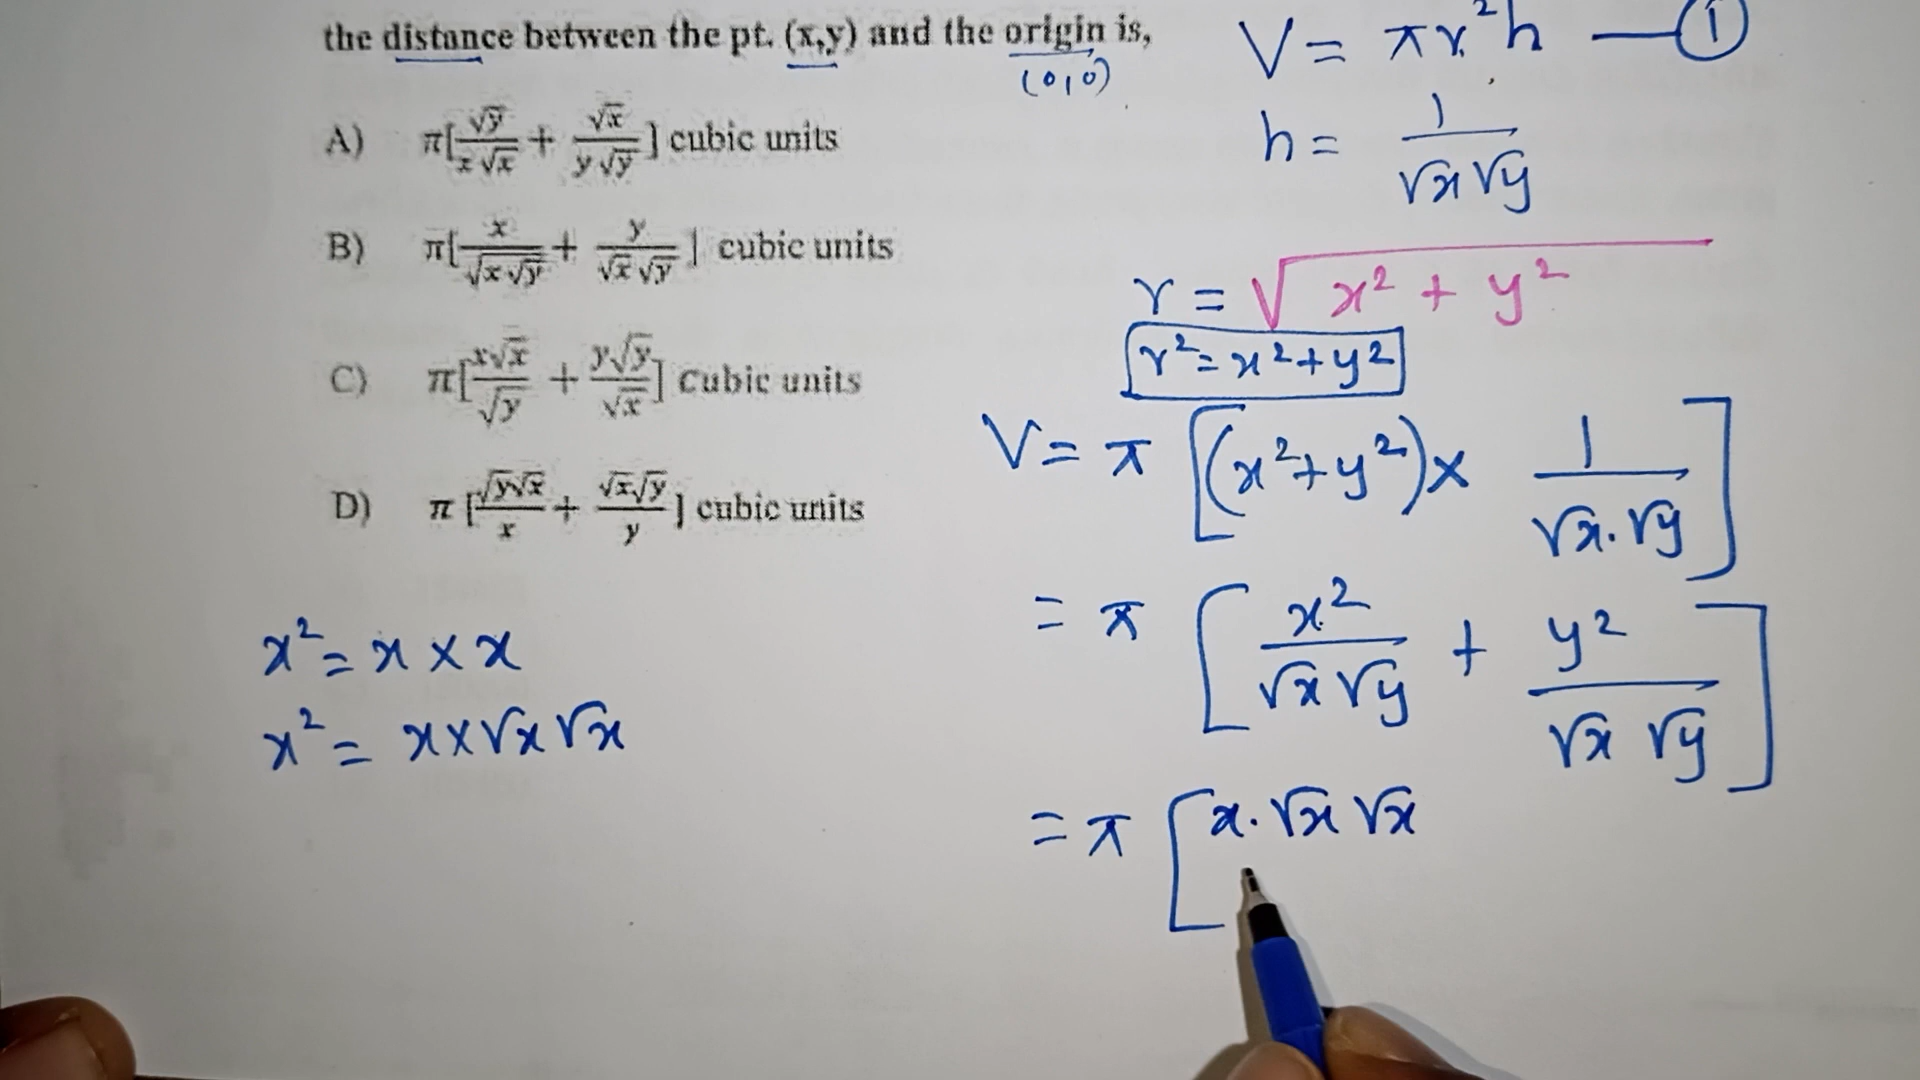 the distance between the pt. (x,y) and the origin is,
(0,0)
A) π[√y/x√x + √x/y√y] cubic units
B) π[x/√x√y + y/√x√y] cubic units
C) π[x√x/√y + y√y/√x] cubic units
D) π [√y√x/x + √x√y/y] cubic units
x² = x × x
x² = x × √x √x
V = πr²h — ①
h = 1/√x √y
r = √x² + y²
r² = x² + y²
V = π [(x² + y²) × 1/√x . √y]
= π [x²/√x √y + y²/√x √y]
= π [x . √x √x